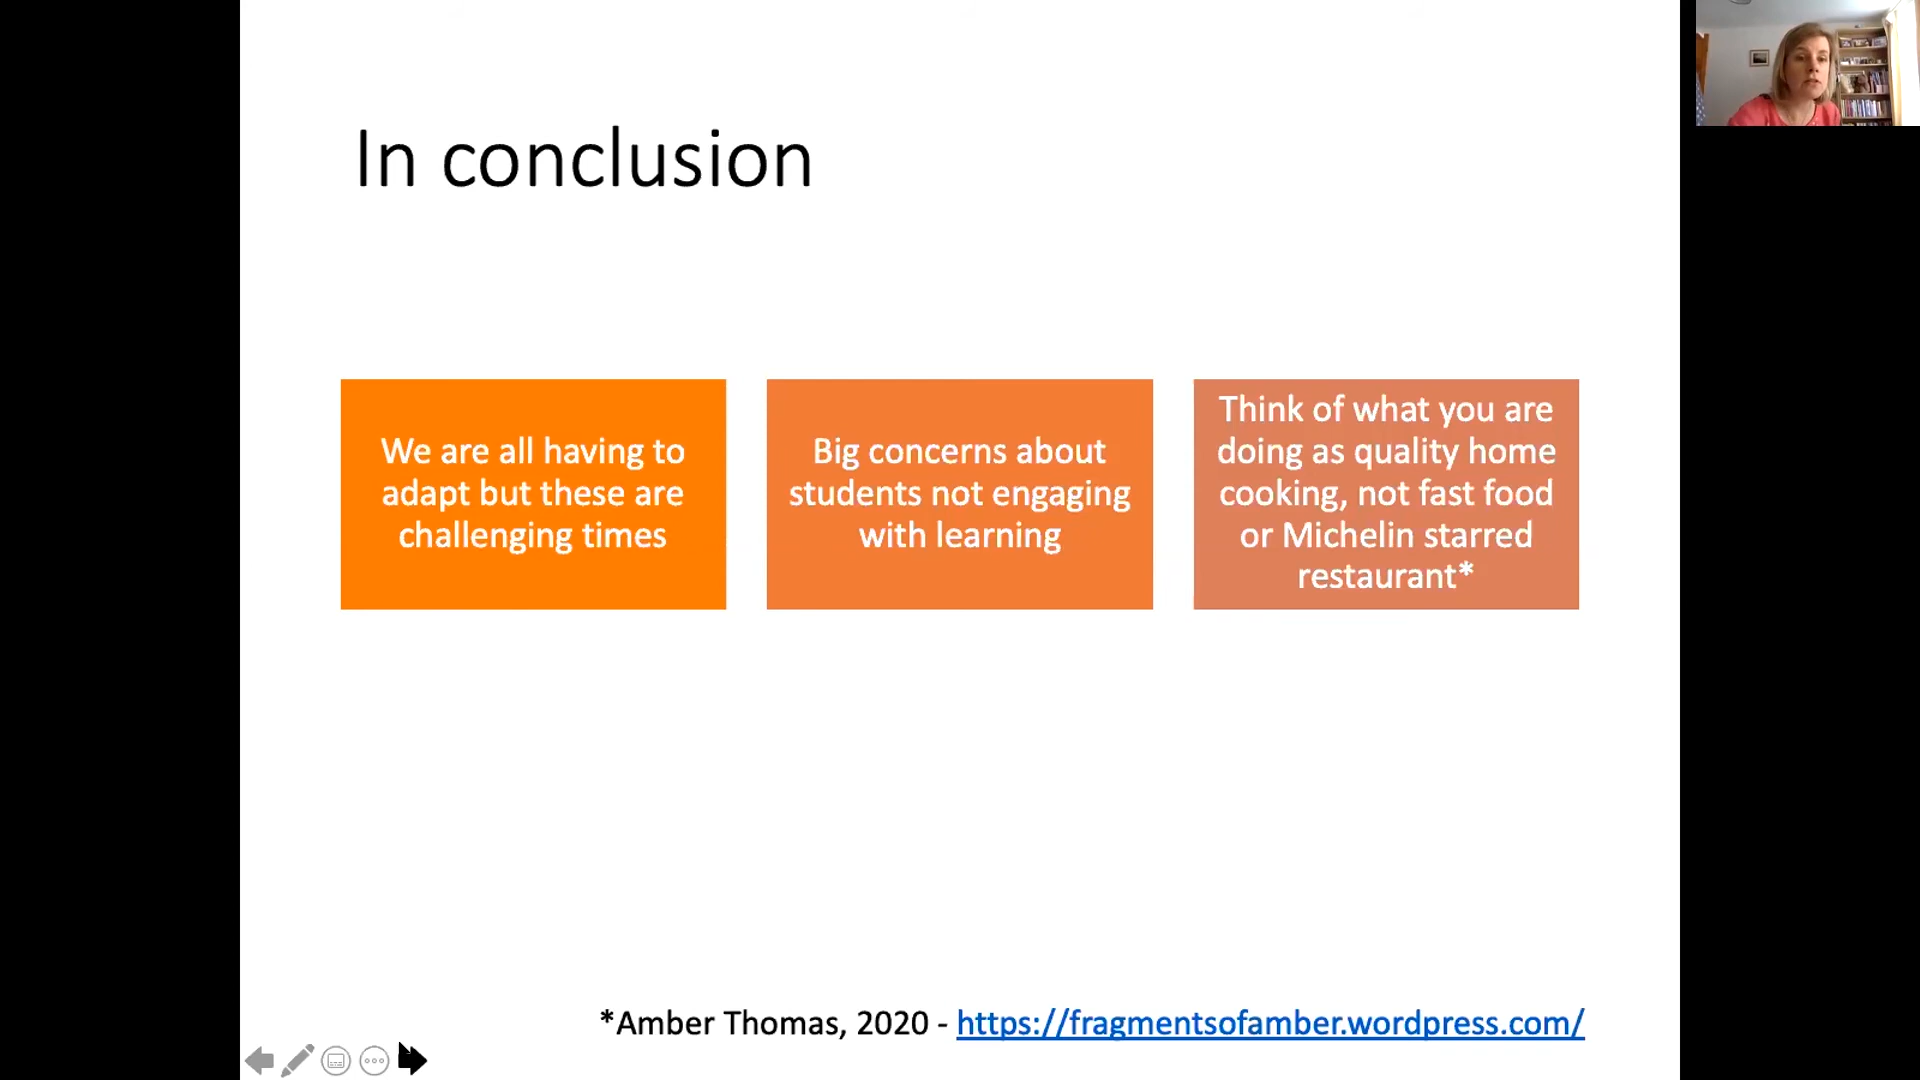 In conclusion
We are all having to
adapt but these are
challenging times
Big concerns about
students not engaging
with learning
Think of what you are
doing as quality home
cooking, not fast food
or Michelin starred
restaurant*
*Amber Thomas, 2020 - https://fragmentsofamber.wordpress.com/